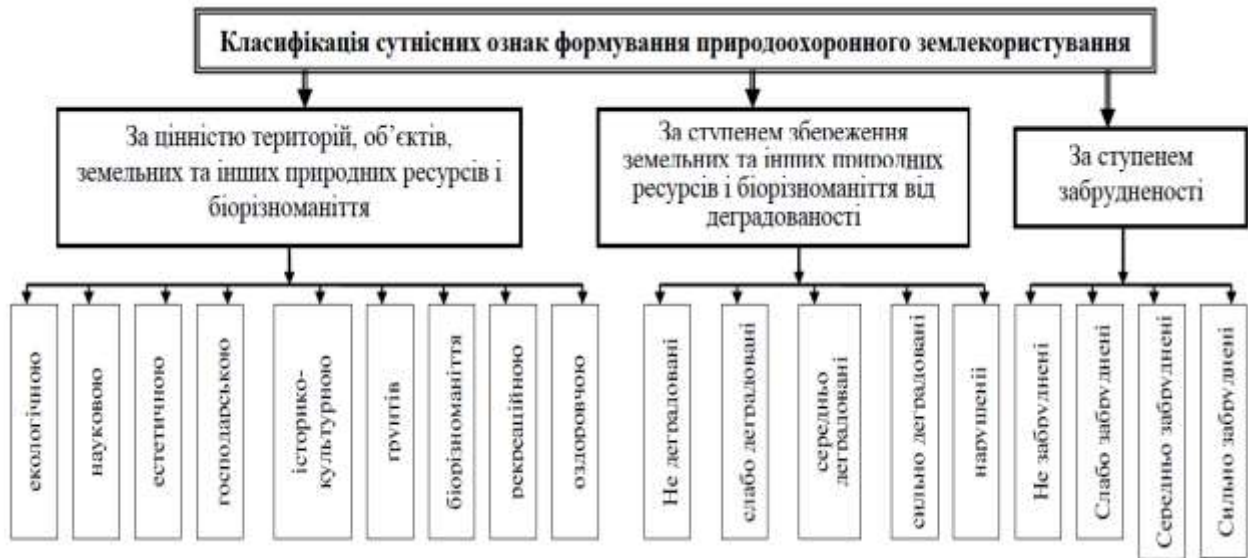 Класифікація сутнісних ознак формування природоохоронного землекористування
За цінністю територій, об’єктів,
земельних та інших природних ресурсів і
біорізноманіття
За ступенем збереження
земельних та інших природних
ресурсів і біорізноманіття від
деградованості
За ступенем
забрудненості
екологічною
науковою
естетичною
господарською
історико-
культурною
ґрунтів
біорізноманіття
рекреаційною
оздоровчою
Не деградовані
слабо деградовані
середньо
деградовані
сильно деградовані
Не забруднені
Слабо забруднені
Середньо забруднені
Сильно забруднені